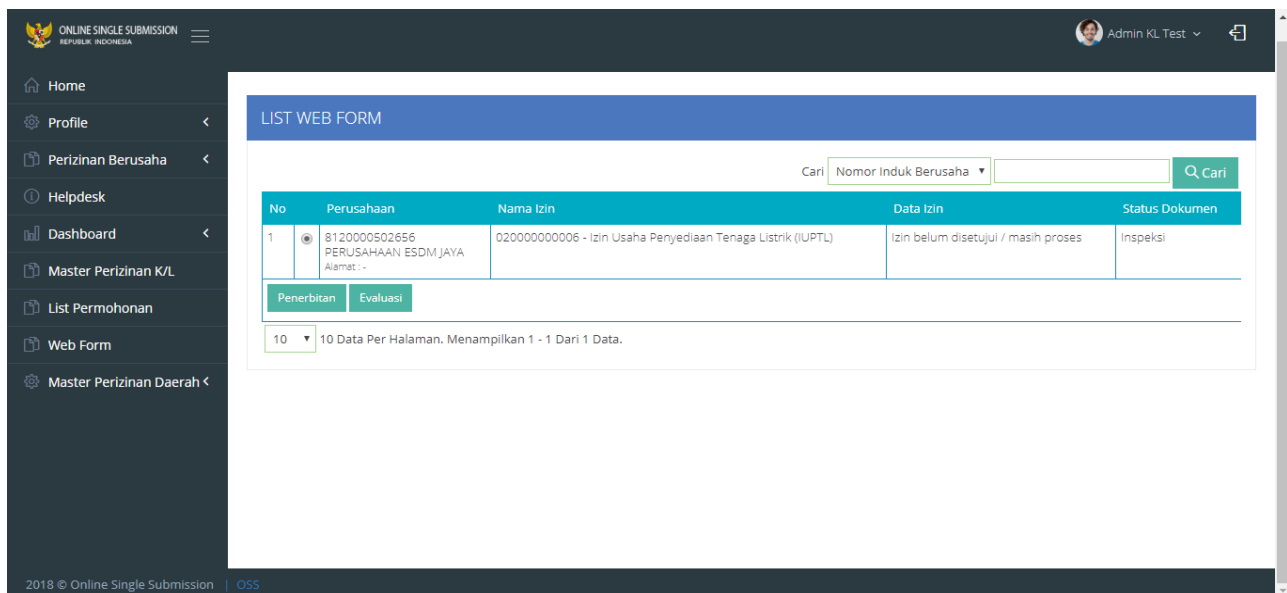 ONLINE SINGLE SUBMISSION
REPUBLIK INDONESIA
Admin KL Test
Home
Profile
Perizinan Berusaha
Helpdesk
Dashboard
Master Perizinan K/L
List Permohonan
Web Form
Master Perizinan Daerah
LIST WEB FORM
Cari Nomor Induk Berusaha Cari
No Perusahaan Nama Izin Data Izin Status Dokumen
1 8120000502656 020000000006 - Izin Usaha Penyediaan Tenaga Listrik (IUPTL) Izin belum disetujui / masih proses Inspeksi
PERUSAHAAN ESDM JAYA
Alamat : -
Penerbitan Evaluasi
10 10 Data Per Halaman. Menampilkan 1 - 1 Dari 1 Data.
2018 © Online Single Submission | OSS